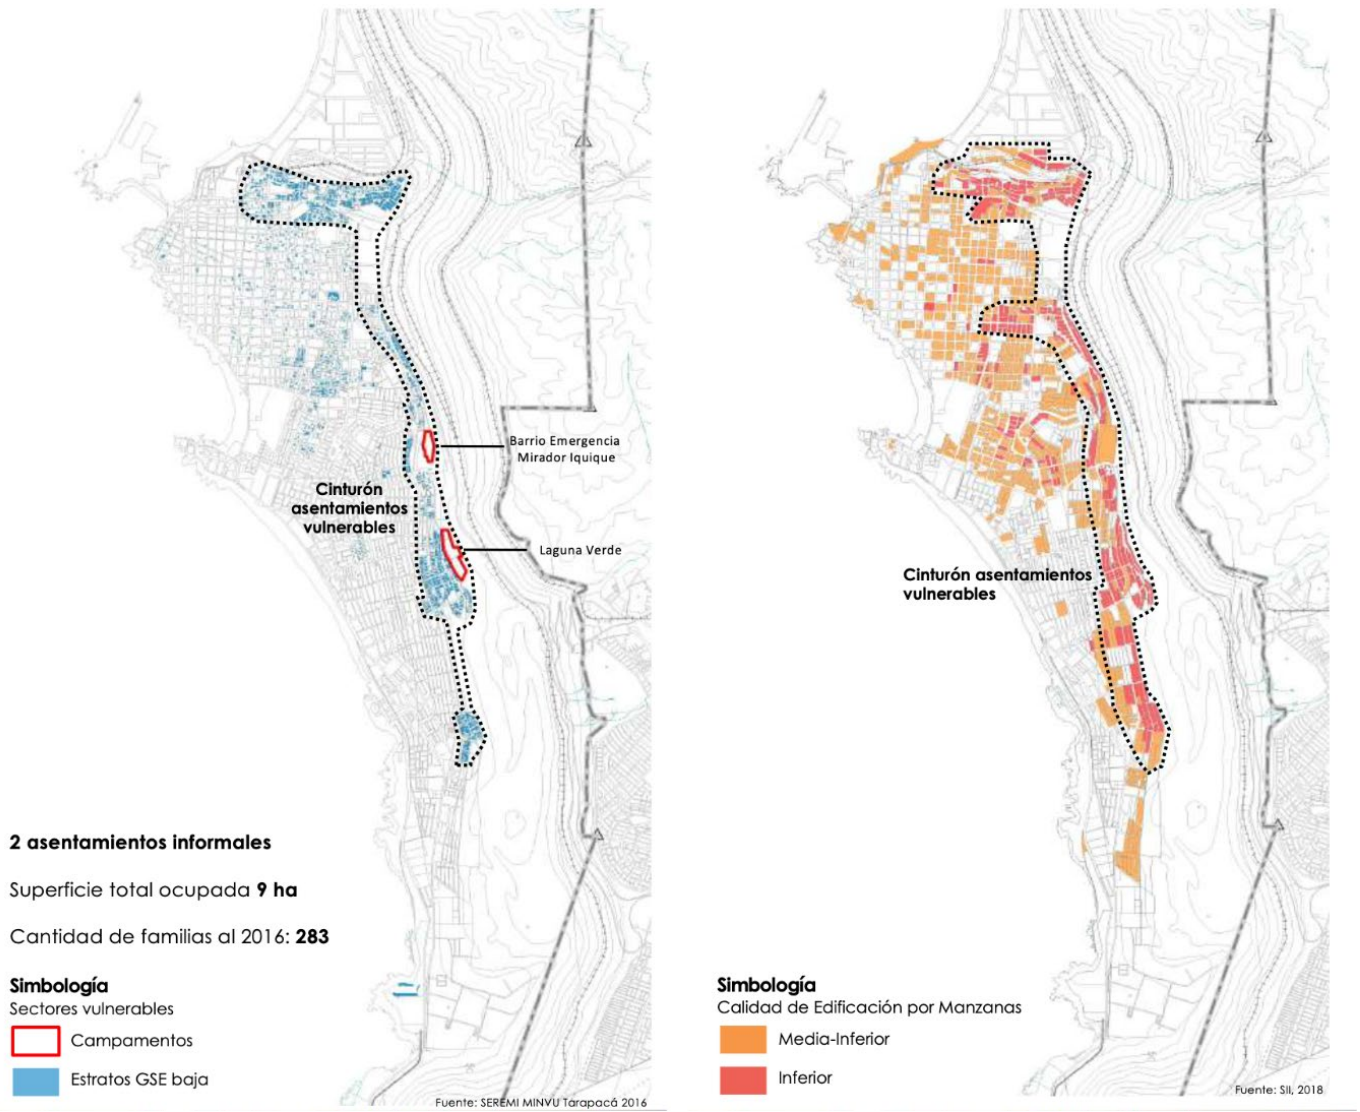 Barrio Emergencia
Mirador Iquique
Cinturón
asentamientos
vulnerables
Laguna Verde
2 asentamientos informales
Superficie total ocupada 9 ha
Cantidad de familias al 2016: 283
Simbología
Sectores vulnerables
Campamentos
Estratos GSE baja
Fuente: SEREMI MINVU Tarapacá 2016
Cinturón asentamientos
vulnerables
Simbología
Calidad de Edificación por Manzanas
Media-Inferior
Inferior
Fuente: SII, 2018